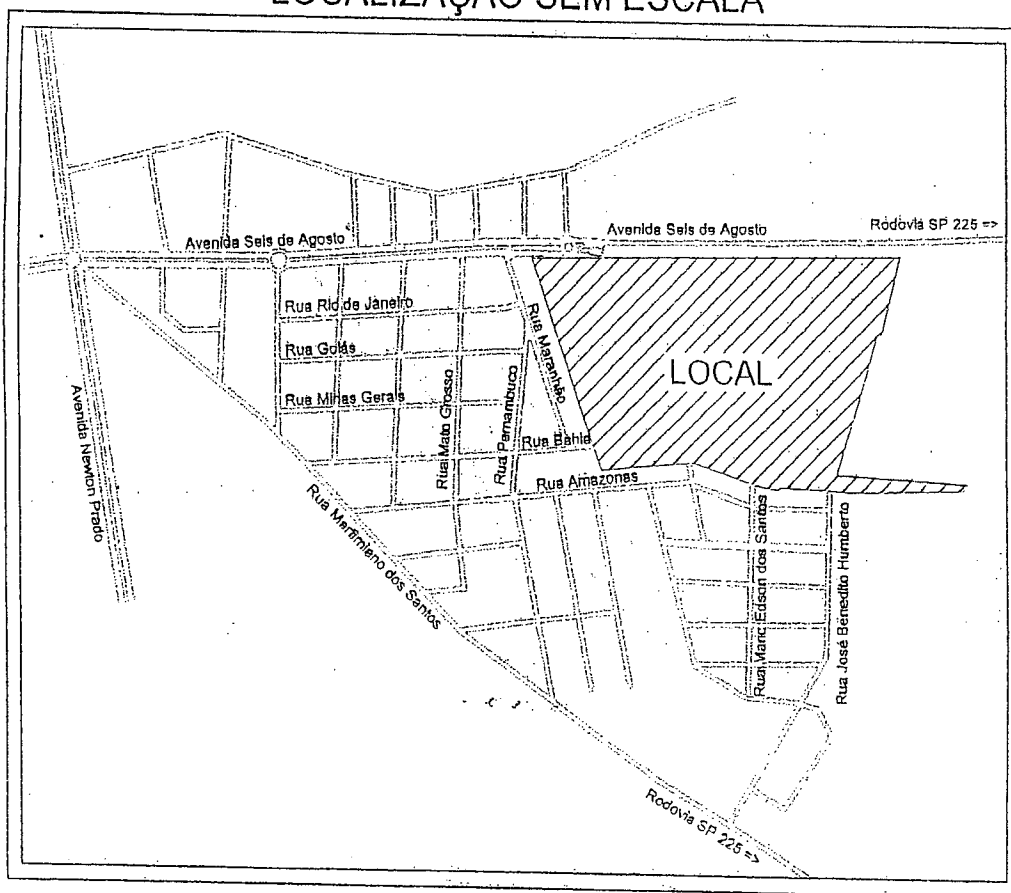 LOCALIZAÇÃO SEM ESCALA
Avenida Seis de Agosto
Avenida Seis de Agosto
Rodovia SP 225 =>
Rua Rio de Janeiro
Rua Goiás
Rua Minas Gerais
Rua Mato Grosso
Rua Pernambuco
Rua Maranhão
Rua Bahia
LOCAL
Rua Amazonas
Avenida Newton Prado
Rua Martimiano dos Santos
Rua Mario Edson dos Santos
Rua José Benedito Humberto
Rodovia SP 225 =>